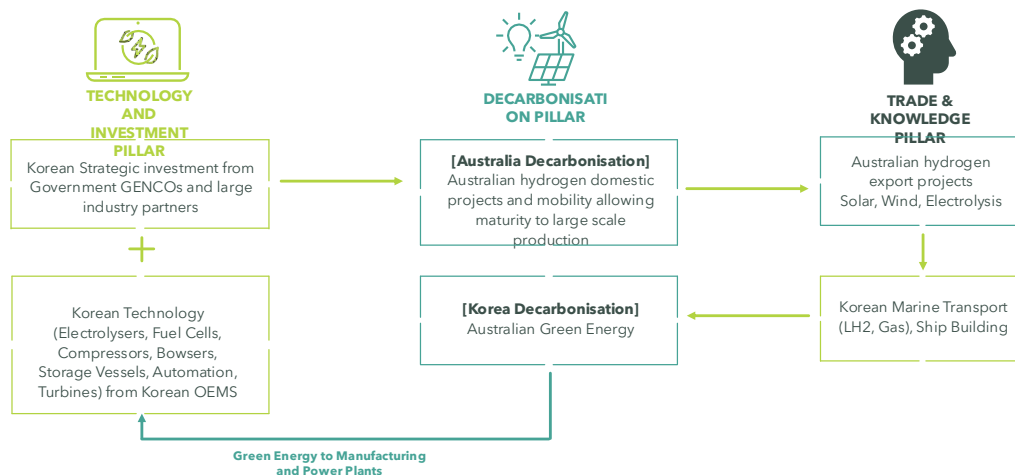 TECHNOLOGY
AND
INVESTMENT
PILLAR
Korean Strategic investment from
Government GENCOs and large
industry partners
Korean Technology
(Electrolysers, Fuel Cells,
Compressors, Bowsers,
Storage Vessels, Automation,
Turbines) from Korean OEMS
DECARBONISATI
ON PILLAR
[Australia Decarbonisation]
Australian hydrogen domestic
projects and mobility allowing
maturity to large scale
production
[Korea Decarbonisation]
Australian Green Energy
TRADE &
KNOWLEDGE
PILLAR
Australian hydrogen
export projects
Solar, Wind, Electrolysis
Korean Marine Transport
(LH2, Gas), Ship Building
Green Energy to Manufacturing
and Power Plants